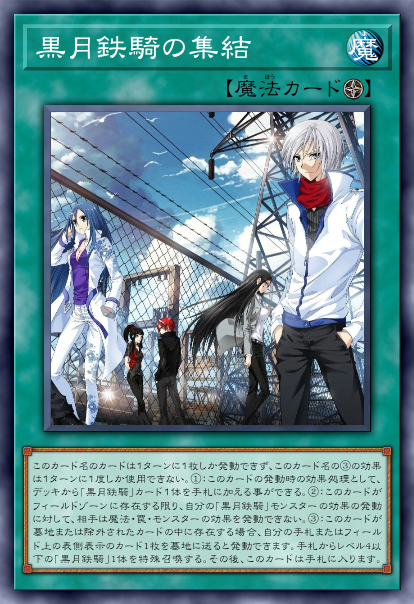 黒月鉄騎の集結
魔
【魔法カード】
まほう
このカード名のカードは1ターンに1枚しか発動できず、このカード名の③の効果
は1ターンに1度しか使用できない。①：このカードの発動時の効果処理として、
デッキから「黒月鉄騎」カード1体を手札に加える事ができる。②：このカードが
フィールドゾーンに存在する限り、自分の「黒月鉄騎」モンスターの効果の発動
に対して、相手は魔法・罠・モンスターの効果を発動できない。③：このカードが
墓地または除外されたカードの中に存在する場合、自分の手札またはフィール
ド上の表側表示のカード1枚を墓地に送ると発動できます。手札からレベル4以
下の「黒月鉄騎」1体を特殊召喚する。その後、このカードは手札に入ります。